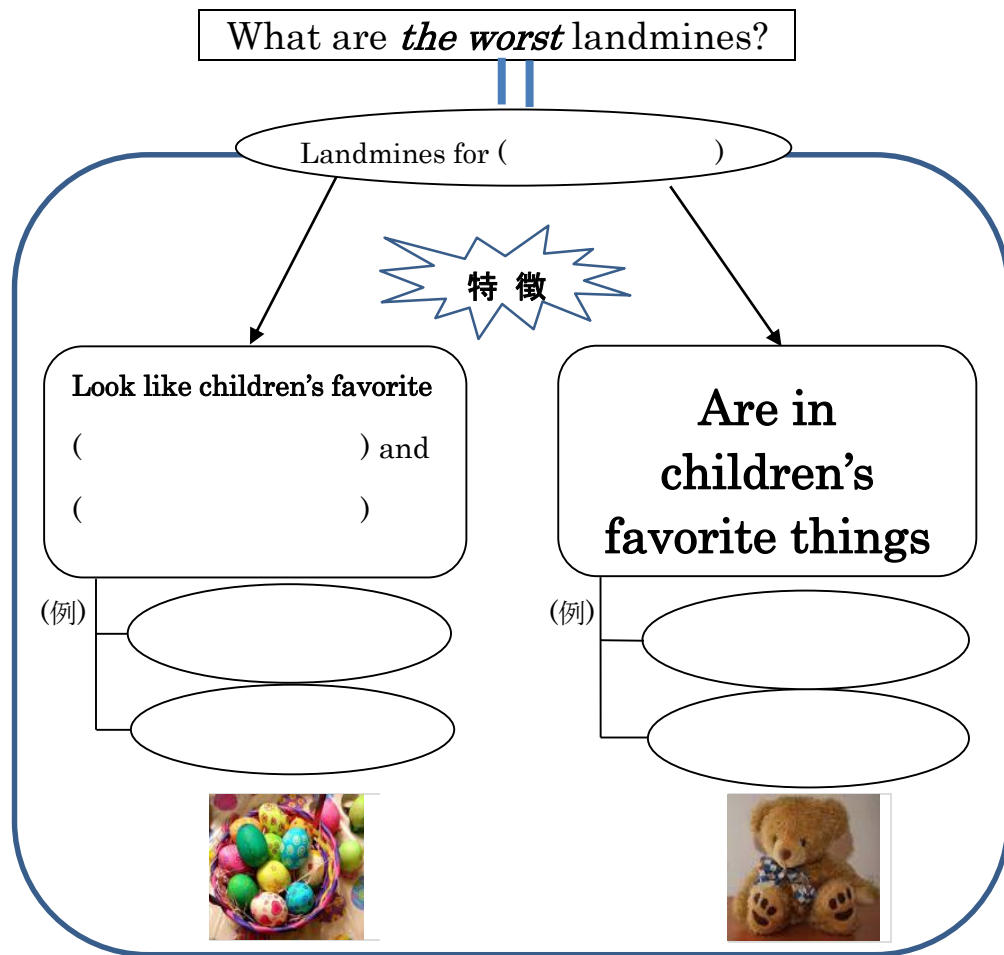 What are the worst landmines?
Landmines for (                    )
特 徴
Look like children's favorite
(                    ) and
(                    )
Are in
children's
favorite things
(例)
(例)